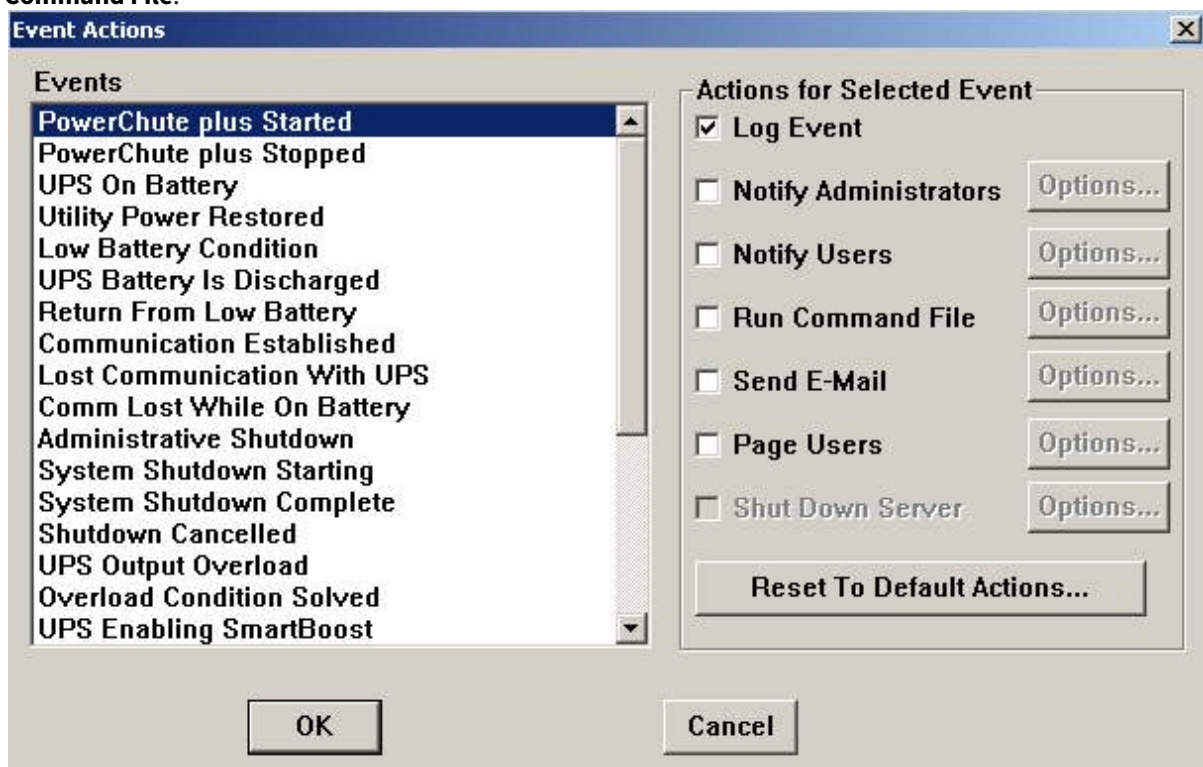 Command File.
Event Actions
Events
PowerChute plus Started
PowerChute plus Stopped
UPS On Battery
Utility Power Restored
Low Battery Condition
UPS Battery Is Discharged
Return From Low Battery
Communication Established
Lost Communication With UPS
Comm Lost While On Battery
Administrative Shutdown
System Shutdown Starting
System Shutdown Complete
Shutdown Cancelled
UPS Output Overload
Overload Condition Solved
UPS Enabling SmartBoost
Actions for Selected Event
Log Event
Notify Administrators Options...
Notify Users Options...
Run Command File Options...
Send E-Mail Options...
Page Users Options...
Shut Down Server Options...
Reset To Default Actions...
OK Cancel